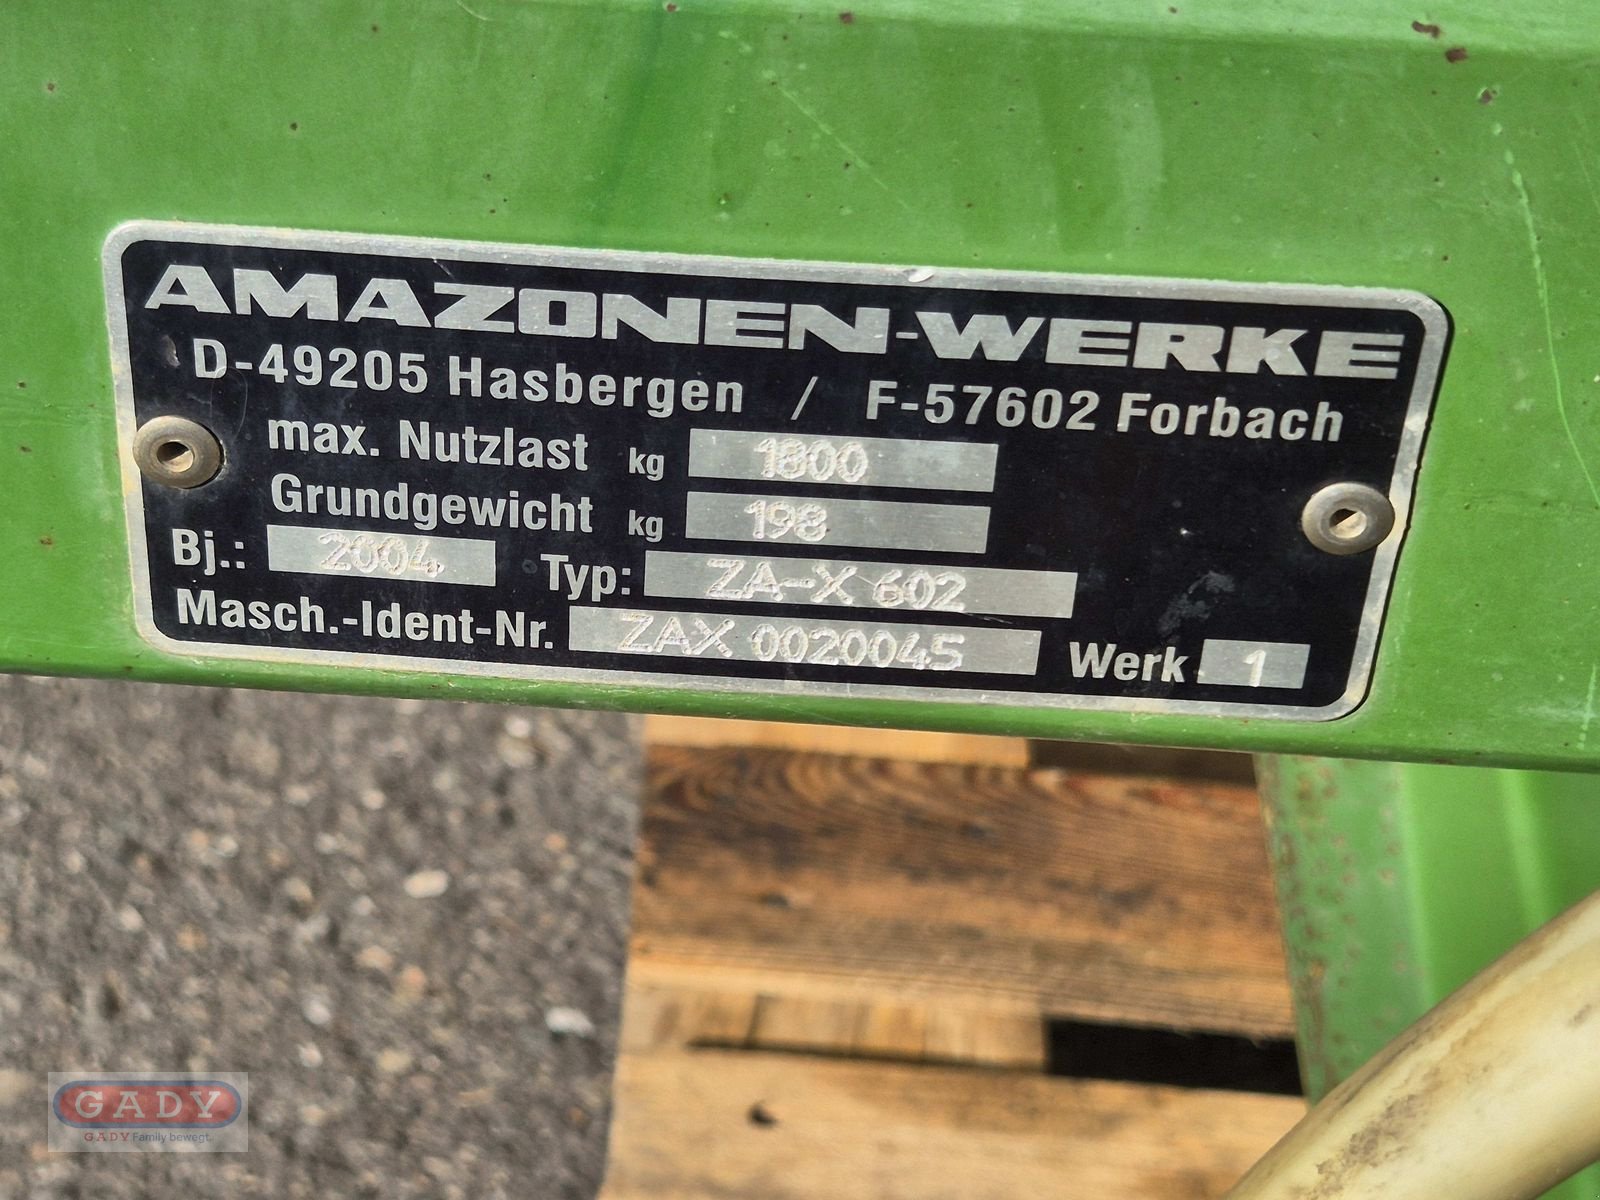 AMAZONEN-WERKE
D-49205 Hasbergen / F-57602 Forbach
max. Nutzlast kg 1800
Grundgewicht kg 198
Bj.: 2004 Typ: ZA-X 602
Masch.-Ident-Nr. ZAX 0020045 Werk 1
GADY
GADY Family bewegt.